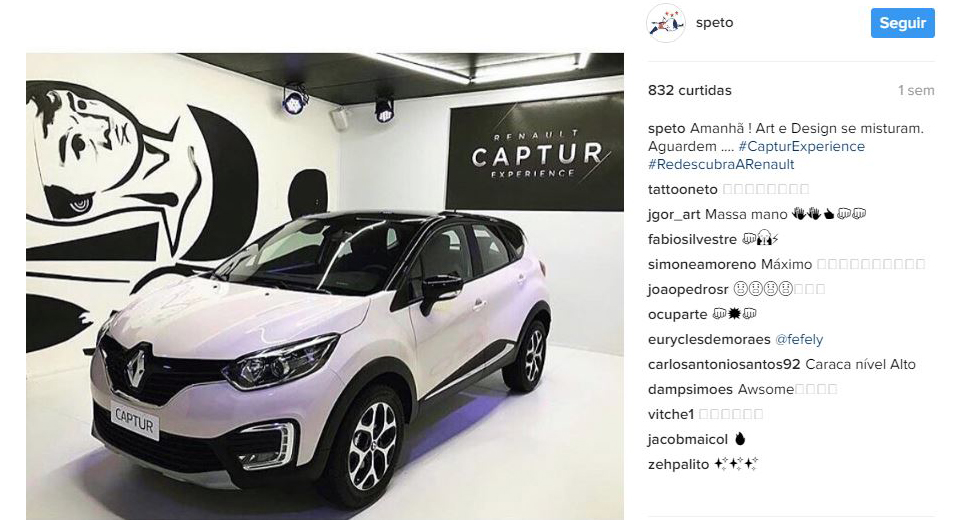 speto
Seguir
RENAULT
CAPTUR
EXPERIENCE
CAPTUR
832 curtidas
1 sem
speto Amanhã ! Art e Design se misturam.
Aguardem .... #CapturExperience
#RedescubraARenault
tattooneto
jgor_art Massa mano
fabiosilvestre
simoneamoreno Máximo
joaopedrosr
ocuparte
euryclesdemoraes @fefely
carlosantoniosantos92 Caraca nível Alto
dampsimoes Awsome
vitche1
jacobmaicol
zehpalito